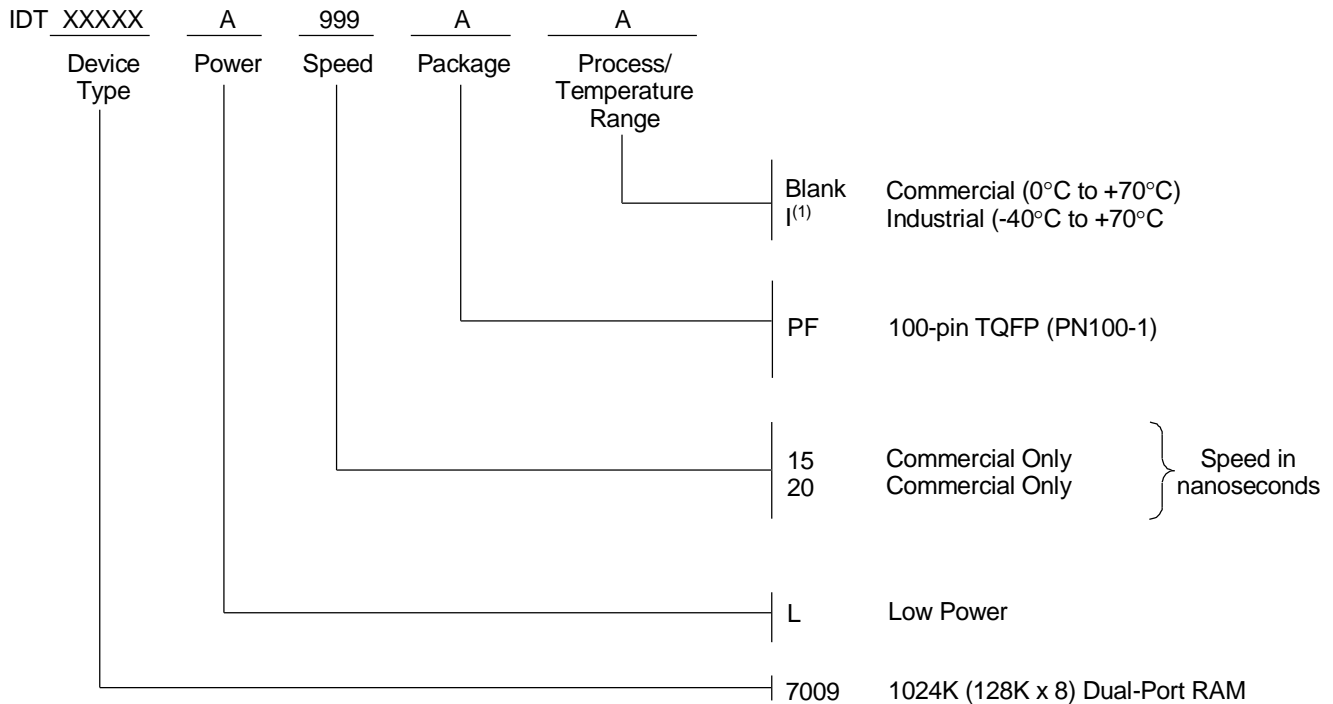 IDT XXXXX A 999 A A
Device Type Power Speed Package Process/ Temperature Range
Blank Commercial (0°C to +70°C)
I(1) Industrial (-40°C to +70°C
PF 100-pin TQFP (PN100-1)
15 Commercial Only
20 Commercial Only
Speed in
nanoseconds
L Low Power
7009 1024K (128K x 8) Dual-Port RAM